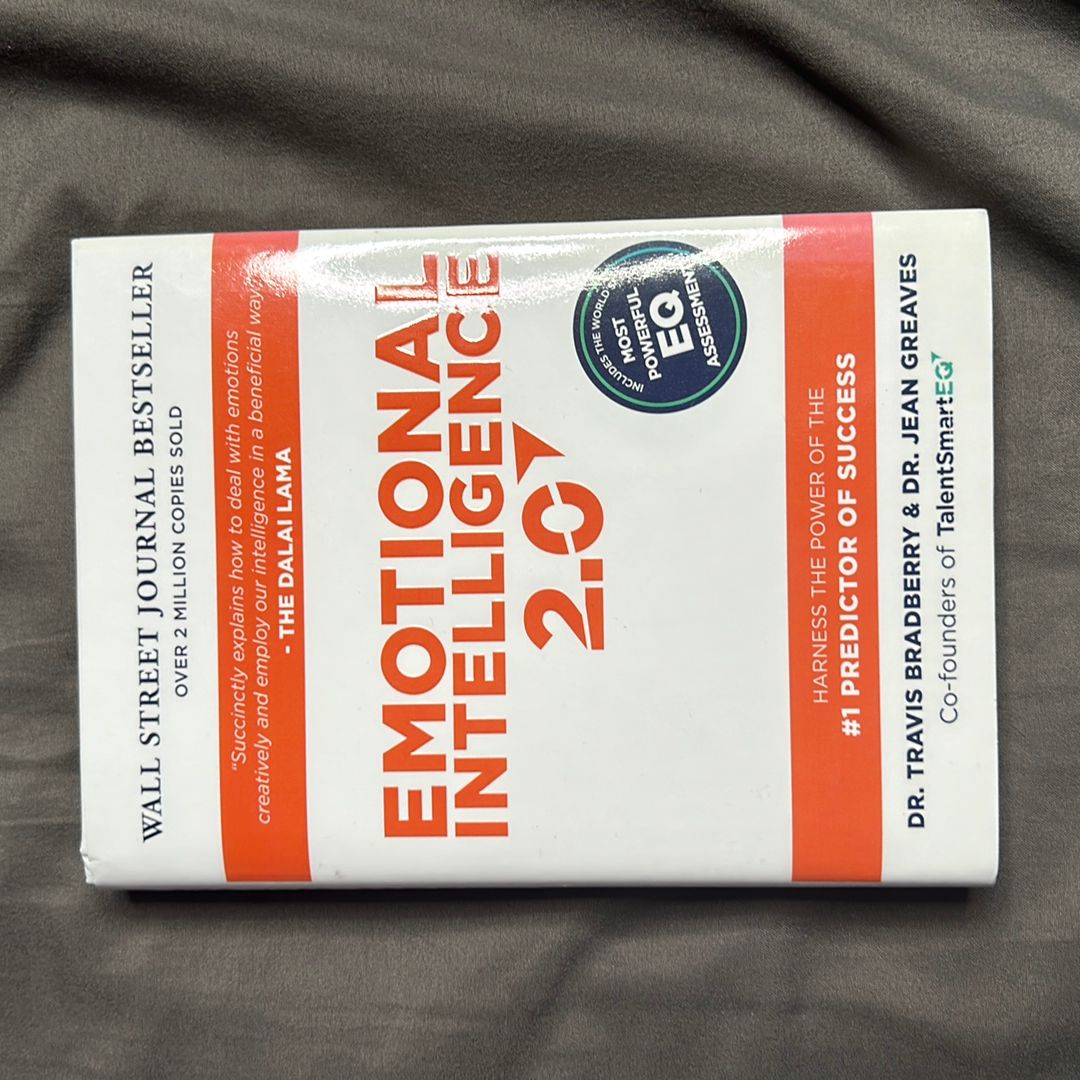 WALL STREET JOURNAL BESTSELLER
OVER 2 MILLION COPIES SOLD
"Succinctly explains how to deal with emotions
creatively and employ our intelligence in a beneficial way."
- THE DALAI LAMA
EMOTIONAL
INTELLIGENCE
2.0
INCLUDES THE WORLD'S
MOST
POWERFUL
EQ
ASSESSMENT
HARNESS THE POWER OF THE
#1 PREDICTOR OF SUCCESS
DR. TRAVIS BRADBERRY & DR. JEAN GREAVES
Co-founders of TalentSmartEQ